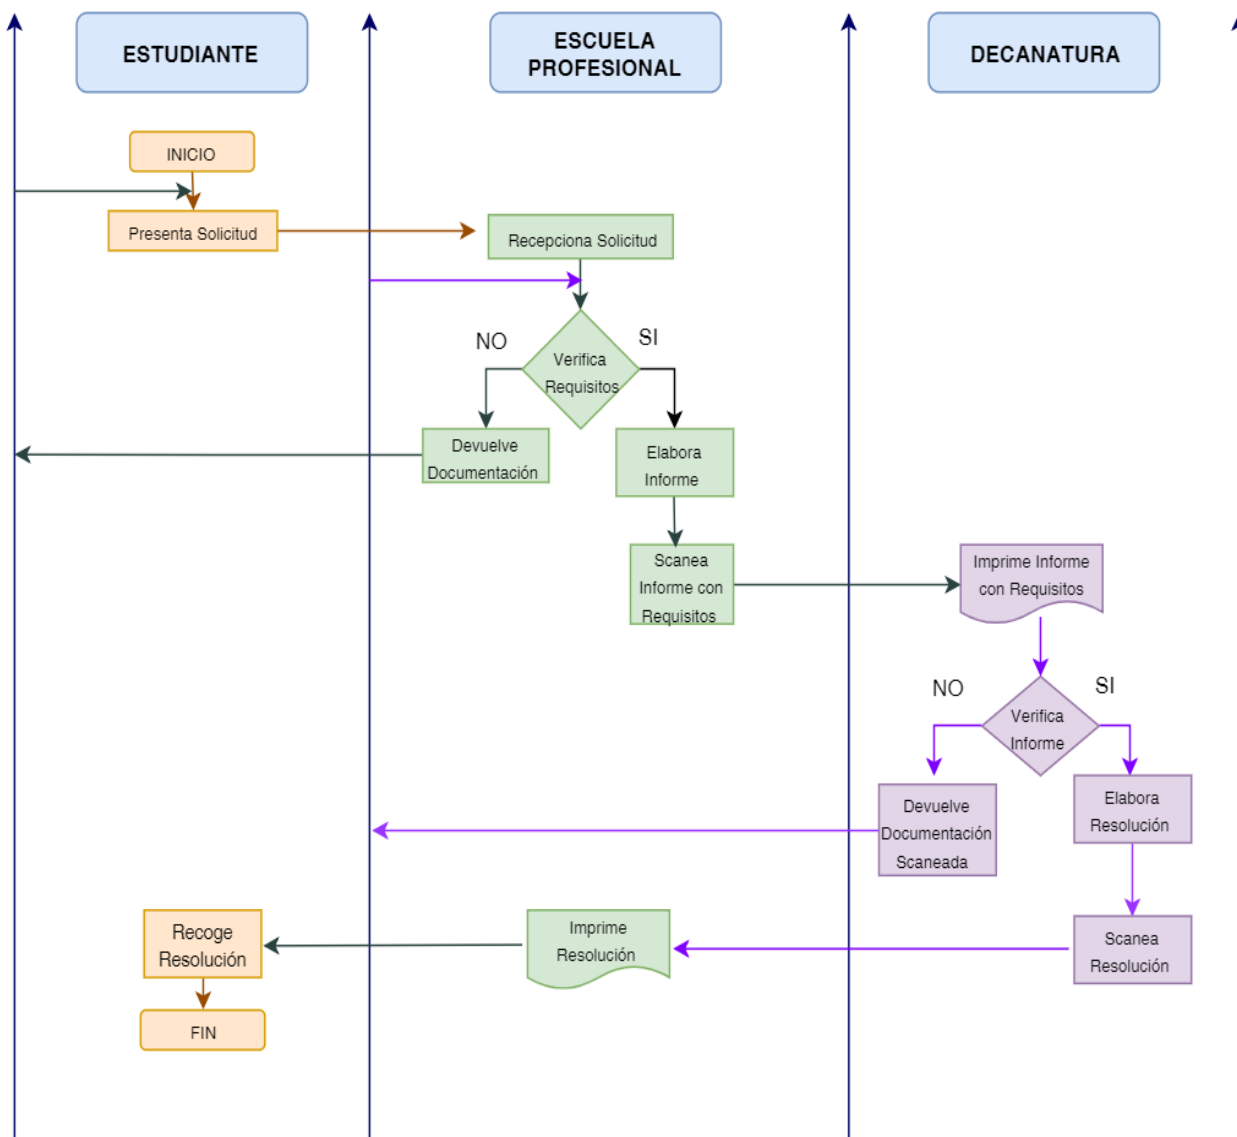 ESTUDIANTE
ESCUELA
PROFESIONAL
DECANATURA
INICIO
Presenta Solicitud
Recepciona Solicitud
NO
SI
Verifica
Requisitos
Devuelve
Documentación
Elabora
Informe
Scanea
Informe con
Requisitos
Imprime Informe
con Requisitos
NO
SI
Verifica
Informe
Devuelve
Documentación
Scaneada
Elabora
Resolución
Recoge
Resolución
Imprime
Resolución
Scanea
Resolución
FIN